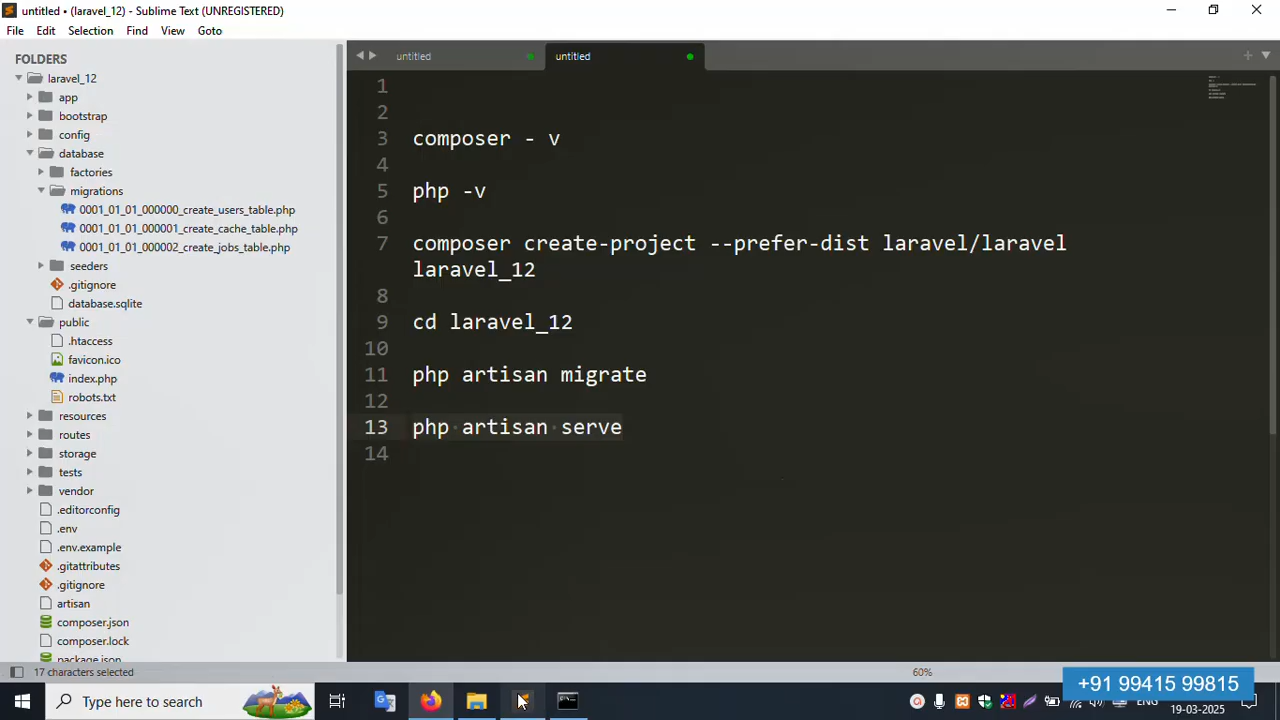 untitled • (laravel_12) - Sublime Text (UNREGISTERED)
File Edit Selection Find View Goto
FOLDERS
laravel_12
app
bootstrap
config
database
factories
migrations
0001_01_01_000000_create_users_table.php
0001_01_01_000001_create_cache_table.php
0001_01_01_000002_create_jobs_table.php
seeders
.gitignore
database.sqlite
public
.htaccess
favicon.ico
index.php
robots.txt
resources
routes
storage
tests
vendor
.editorconfig
.env
.env.example
.gitattributes
.gitignore
artisan
composer.json
composer.lock
package.json
untitled untitled
1
2
3 composer - v
4
5 php -v
6
7 composer create-project --prefer-dist laravel/laravel
laravel_12
8
9 cd laravel_12
10
11 php artisan migrate
12
13 php artisan serve
14
17 characters selected 60%
+91 99415 99815
Type here to search ENG
19-03-2025